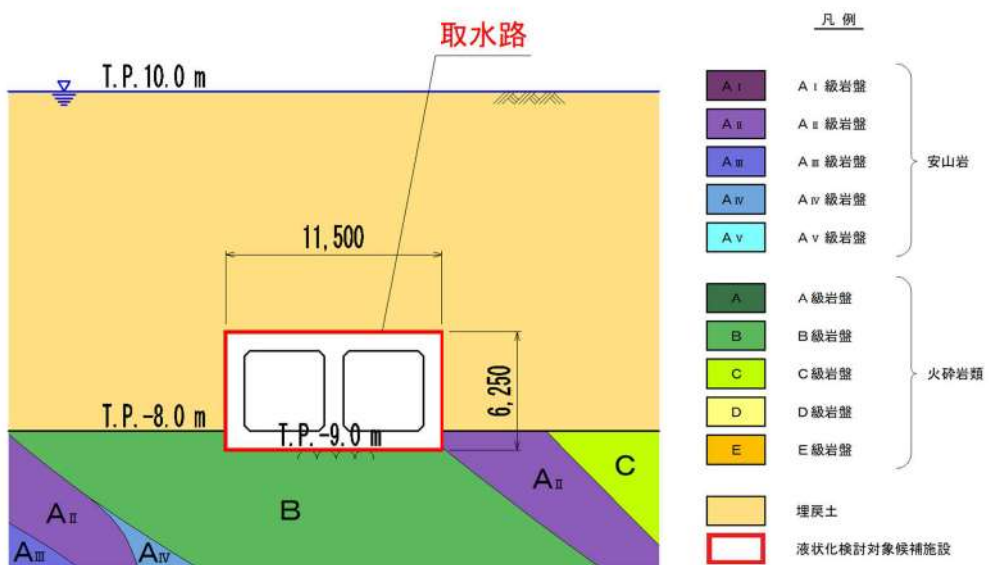 取水路
T.P.10.0 m
11,500
6,250
T.P.-8.0 m
T.P.-9.0 m
B
AⅡ
C
AⅡ
AⅢ
AⅣ
凡 例
AⅠ AⅠ級岩盤
AⅡ AⅡ級岩盤
AⅢ AⅢ級岩盤
AⅣ AⅣ級岩盤
AⅤ AⅤ級岩盤
安山岩
A A級岩盤
B B級岩盤
C C級岩盤
D D級岩盤
E E級岩盤
火砕岩類
埋戻土
液状化検討対象候補施設